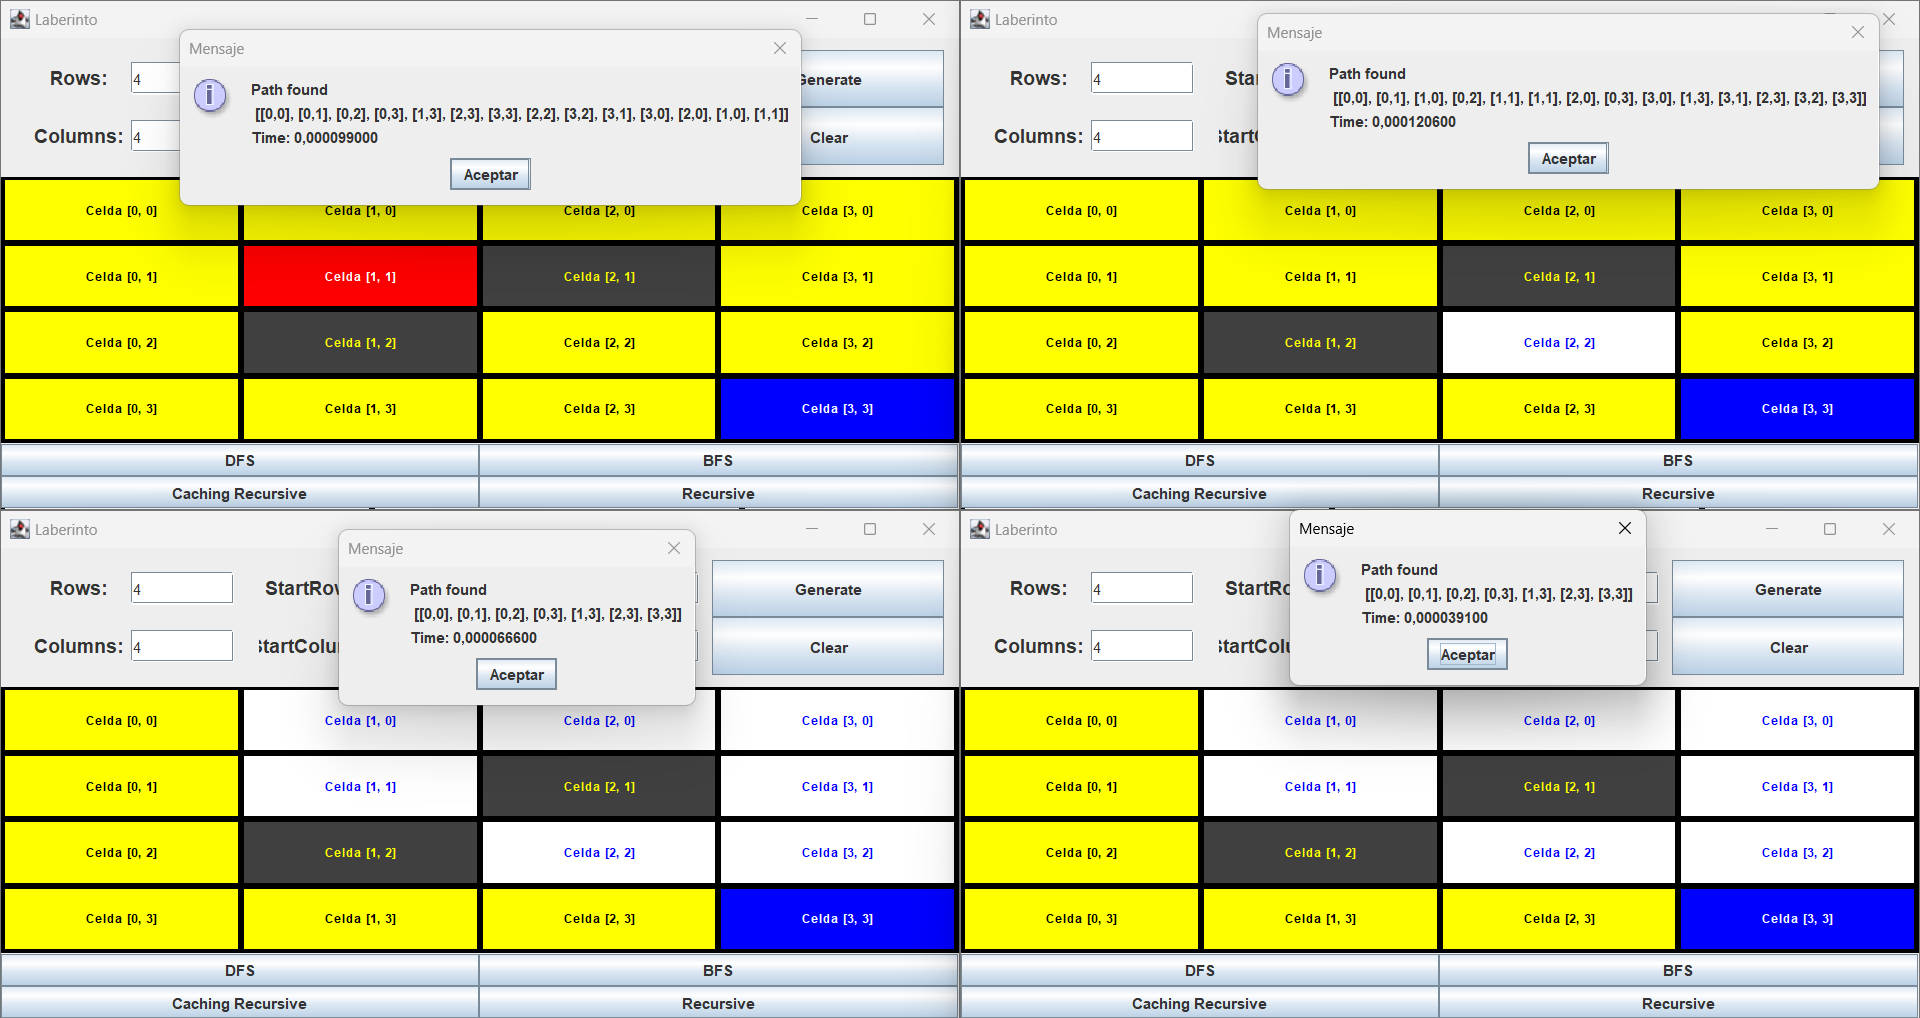 Laberinto
Mensaje
Rows: 4
Columns: 4
Path found
[[0,0], [0,1], [0,2], [0,3], [1,3], [2,3], [3,3], [2,2], [3,2], [3,1], [3,0], [2,0], [1,0], [1,1]]
Time: 0,000099000
Aceptar
Generate
Clear
Celda [0, 0] Celda [1, 0] Celda [2, 0] Celda [3, 0]
Celda [0, 1] Celda [1, 1] Celda [2, 1] Celda [3, 1]
Celda [0, 2] Celda [1, 2] Celda [2, 2] Celda [3, 2]
Celda [0, 3] Celda [1, 3] Celda [2, 3] Celda [3, 3]
DFS BFS
Caching Recursive Recursive
Laberinto
Mensaje
Rows: 4
Columns: 4
Path found
[[0,0], [0,1], [1,0], [0,2], [1,1], [1,1], [2,0], [0,3], [3,0], [1,3], [3,1], [2,3], [3,2], [3,3]]
Time: 0,000120600
Aceptar
Celda [0, 0] Celda [1, 0] Celda [2, 0] Celda [3, 0]
Celda [0, 1] Celda [1, 1] Celda [2, 1] Celda [3, 1]
Celda [0, 2] Celda [1, 2] Celda [2, 2] Celda [3, 2]
Celda [0, 3] Celda [1, 3] Celda [2, 3] Celda [3, 3]
DFS BFS
Caching Recursive Recursive
Laberinto
Mensaje
Rows: 4 StartRow
Columns: 4
Path found
[[0,0], [0,1], [0,2], [0,3], [1,3], [2,3], [3,3]]
Time: 0,000066600
Aceptar
Generate
Clear
Celda [0, 0] Celda [1, 0] Celda [2, 0] Celda [3, 0]
Celda [0, 1] Celda [1, 1] Celda [2, 1] Celda [3, 1]
Celda [0, 2] Celda [1, 2] Celda [2, 2] Celda [3, 2]
Celda [0, 3] Celda [1, 3] Celda [2, 3] Celda [3, 3]
DFS BFS
Caching Recursive Recursive
Laberinto
Mensaje
Rows: 4
Columns: 4
Path found
[[0,0], [0,1], [0,2], [0,3], [1,3], [2,3], [3,3]]
Time: 0,000039100
Aceptar
Generate
Clear
Celda [0, 0] Celda [1, 0] Celda [2, 0] Celda [3, 0]
Celda [0, 1] Celda [1, 1] Celda [2, 1] Celda [3, 1]
Celda [0, 2] Celda [1, 2] Celda [2, 2] Celda [3, 2]
Celda [0, 3] Celda [1, 3] Celda [2, 3] Celda [3, 3]
DFS BFS
Caching Recursive Recursive